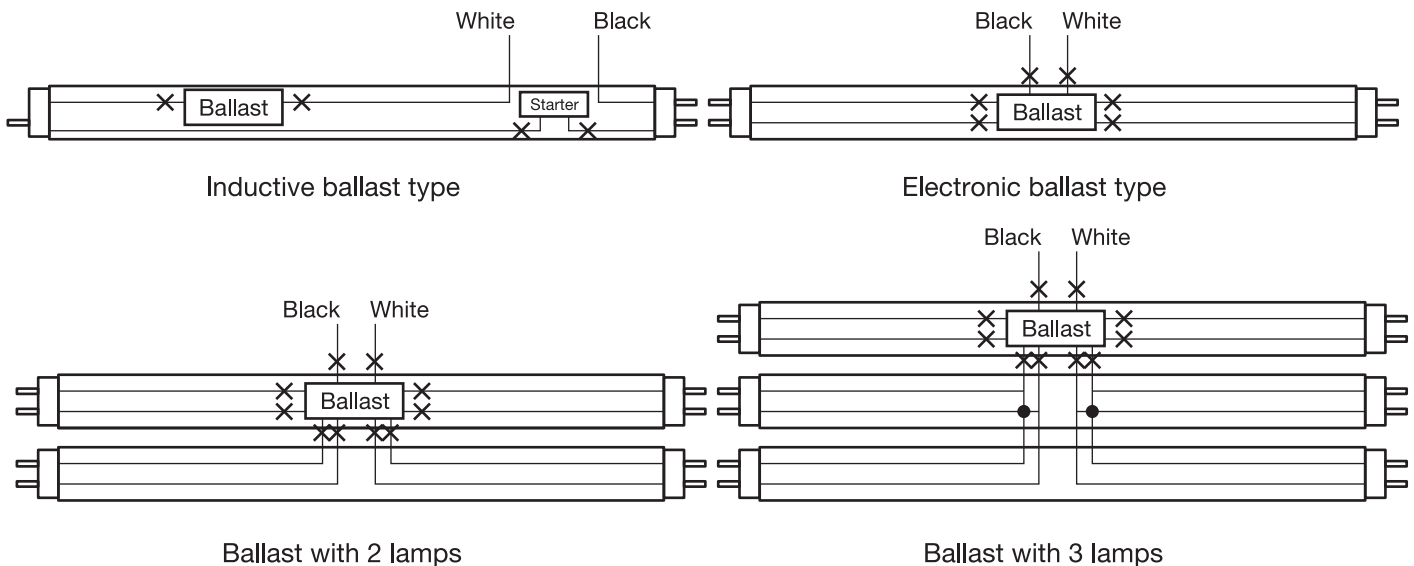 White
Black
Ballast
Starter
Inductive ballast type
Black
White
Ballast
Electronic ballast type
Black
White
Ballast
Ballast with 2 lamps
Black
White
Ballast
Ballast with 3 lamps